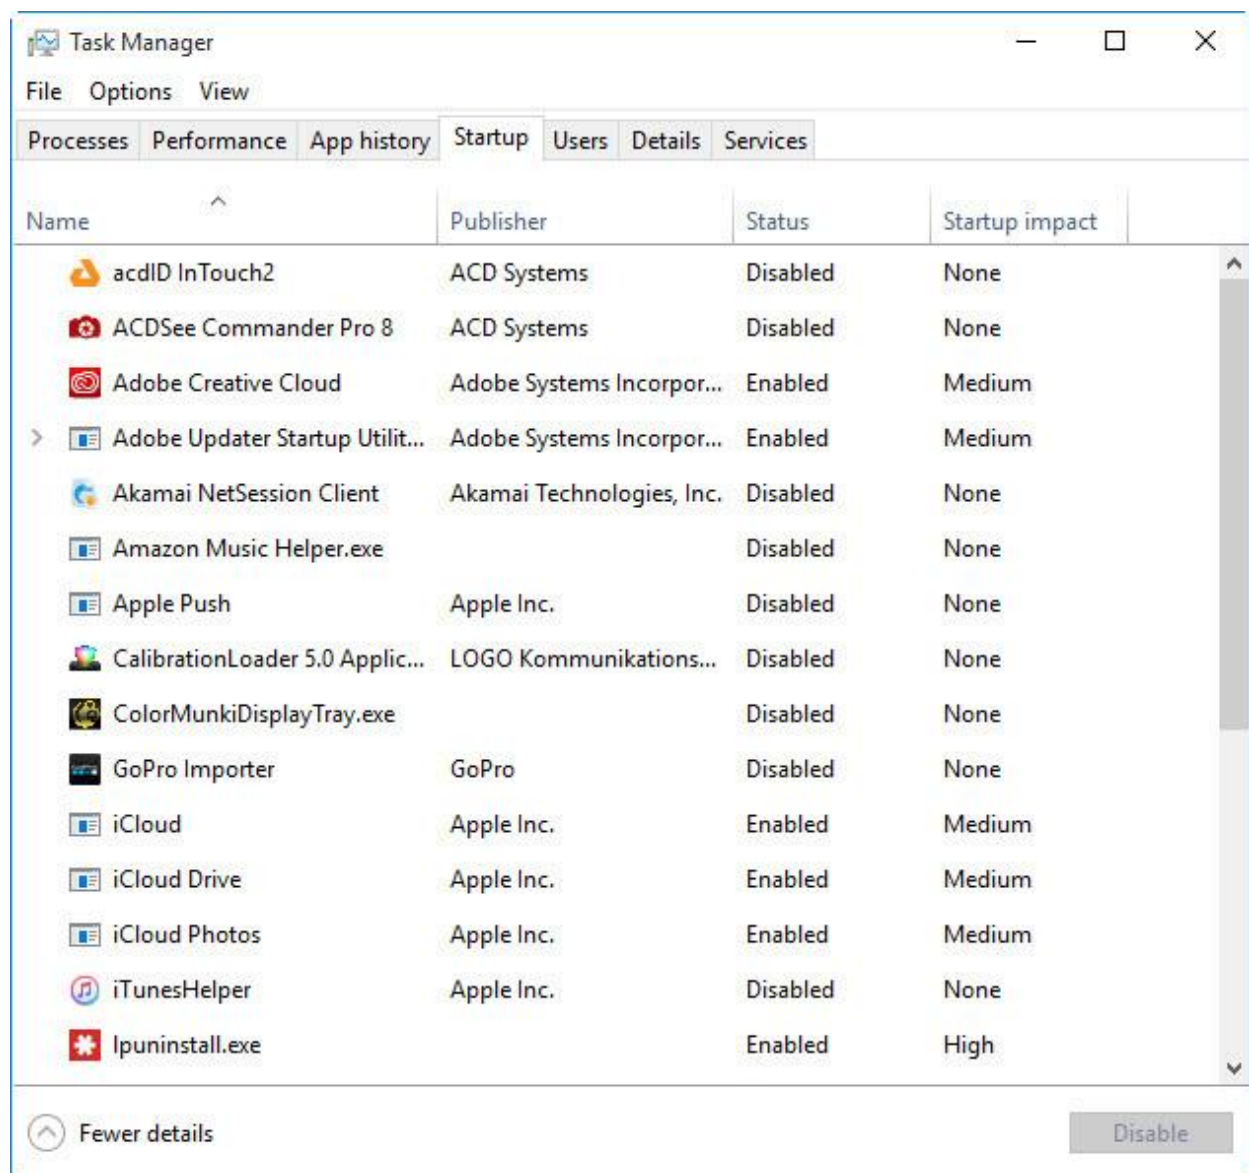 Task Manager
File Options View
Processes Performance App history Startup Users Details Services
Name Publisher Status Startup impact
acdID InTouch2 ACD Systems Disabled None
ACDSee Commander Pro 8 ACD Systems Disabled None
Adobe Creative Cloud Adobe Systems Incorpor... Enabled Medium
Adobe Updater Startup Utilit... Adobe Systems Incorpor... Enabled Medium
Akamai NetSession Client Akamai Technologies, Inc. Disabled None
Amazon Music Helper.exe Disabled None
Apple Push Apple Inc. Disabled None
CalibrationLoader 5.0 Applic... LOGO Kommunikations... Disabled None
ColorMunkiDisplayTray.exe Disabled None
GoPro Importer GoPro Disabled None
iCloud Apple Inc. Enabled Medium
iCloud Drive Apple Inc. Enabled Medium
iCloud Photos Apple Inc. Enabled Medium
iTunesHelper Apple Inc. Disabled None
lpuninstall.exe Enabled High
Fewer details Disable